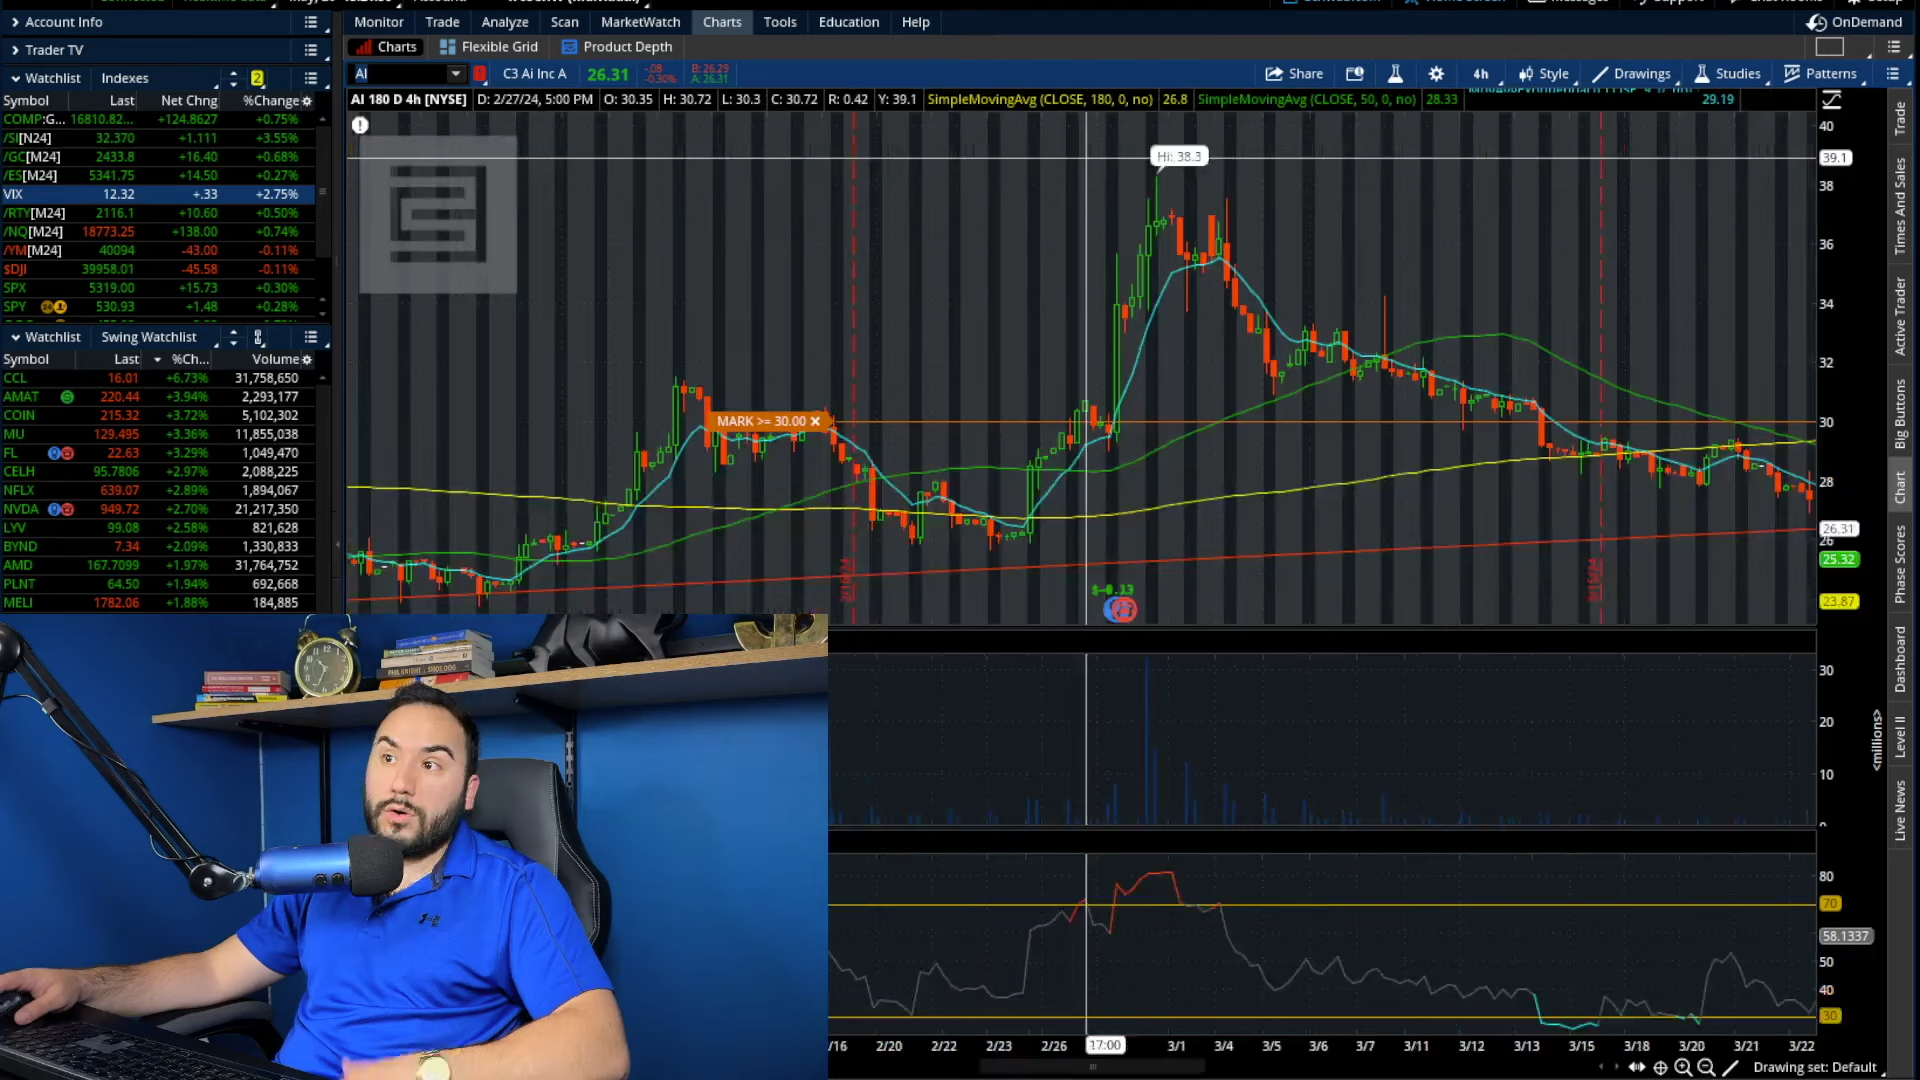 Account Info
Trader TV
Watchlist Indexes 2
Symbol Last Net Chng %Change
COMP:G... 16810.82... +124.8627 +0.75%
/SI[N24] 32.370 +1.111 +3.55%
/GC[M24] 2433.8 +16.40 +0.68%
/ES[M24] 5341.75 +14.50 +0.27%
VIX 12.32 +.33 +2.75%
/RTY[M24] 2116.1 +10.60 +0.50%
/NQ[M24] 18773.25 +138.00 +0.74%
/YM[M24] 40094 -43.00 -0.11%
$DJI 39958.01 -45.58 -0.11%
SPX 5319.00 +15.73 +0.30%
SPY 530.93 +1.48 +0.28%
Watchlist Swing Watchlist
Symbol Last %Ch... Volume
CCL 16.01 +6.73% 31,758,650
AMAT 220.44 +3.94% 2,293,177
COIN 215.32 +3.72% 5,102,302
MU 129.495 +3.36% 11,855,038
FL 22.63 +3.29% 1,049,470
CELH 95.7806 +2.97% 2,088,225
NFLX 639.07 +2.89% 1,894,067
NVDA 949.72 +2.70% 21,217,350
LYV 99.08 +2.58% 821,628
BYND 7.34 +2.09% 1,330,833
AMD 167.7099 +1.97% 31,764,752
PLNT 64.50 +1.94% 692,668
MELI 1782.06 +1.88% 184,885
Monitor Trade Analyze Scan MarketWatch Charts Tools Education Help OnDemand
Charts Flexible Grid Product Depth
AI C3 Ai Inc A 26.31 -.08 -0.30% B: 26.29 A: 26.31 Share 4h Style Drawings Studies Patterns
AI 180 D 4h [NYSE] D: 2/27/24, 5:00 PM O: 30.35 H: 30.72 L: 30.3 C: 30.72 R: 0.42 Y: 39.1 SimpleMovingAvg (CLOSE, 180, 0, no) 26.8 SimpleMovingAvg (CLOSE, 50, 0, no) 28.33 29.19
Hi: 38.3
MARK >= 30.00
$-0.13
40
39.1
38
36
34
32
30
28
26.31
26
25.32
23.87
30
20
10
0
<millions>
80
70
58.1337
50
40
30
/16 2/20 2/22 2/23 2/26 17:00 3/1 3/4 3/5 3/6 3/7 3/11 3/12 3/13 3/15 3/18 3/20 3/21 3/22
Drawing set: Default
Trade
Times And Sales
Active Trader
Big Buttons
Chart
Phase Scores
Dashboard
Level II
Live News
PHIL KNIGHT SHOE DOG